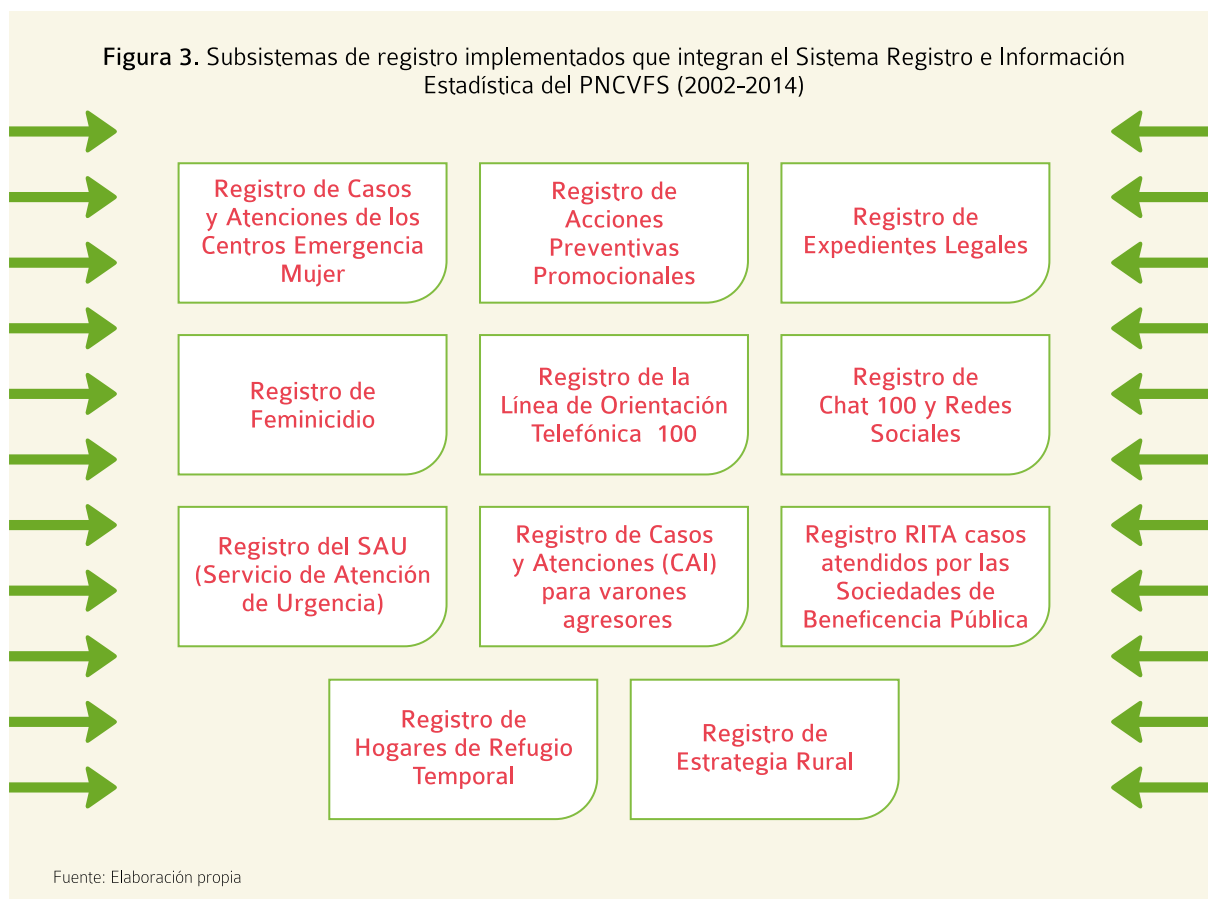 Figura 3. Subsistemas de registro implementados que integran el Sistema Registro e Información
Estadística del PNCVFS (2002-2014)
Registro de Casos
y Atenciones de los
Centros Emergencia
Mujer
Registro de
Acciones
Preventivas
Promocionales
Registro de
Expedientes Legales
Registro de
Feminicidio
Registro de la
Línea de Orientación
Telefónica 100
Registro de
Chat 100 y Redes
Sociales
Registro del SAU
(Servicio de Atención
de Urgencia)
Registro de Casos
y Atenciones (CAI)
para varones
agresores
Registro RITA casos
atendidos por las
Sociedades de
Beneficencia Pública
Registro de
Hogares de Refugio
Temporal
Registro de
Estrategia Rural
Fuente: Elaboración propia